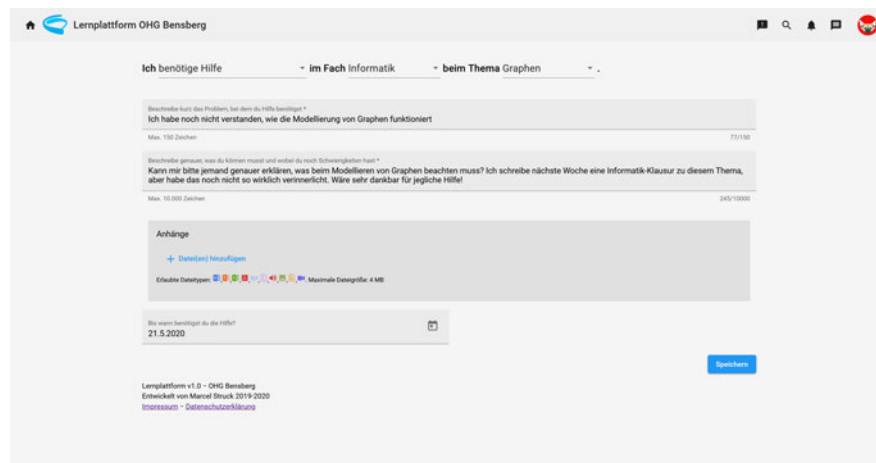 Lernplattform OHG Bensberg
Ich benötige Hilfe im Fach Informatik beim Thema Graphen .
Beschreibe kurz das Problem, bei dem du Hilfe benötigst *
Ich habe noch nicht verstanden, wie die Modellierung von Graphen funktioniert
Max. 150 Zeichen 77/150
Beschreibe genauer, was du können musst und wobei du noch Schwierigkeiten hast *
Kann mir bitte jemand genauer erklären, was beim Modellieren von Graphen beachten muss? Ich schreibe nächste Woche eine Informatik-Klausur zu diesem Thema,
aber habe das noch nicht so wirklich verinnerlicht. Wäre sehr dankbar für jegliche Hilfe!
Max. 10.000 Zeichen 245/10000
Anhänge
+ Datei(en) hinzufügen
Erlaubte Dateitypen: Maximale Dateigröße: 4 MB
Bis wann benötigst du die Hilfe?
21.5.2020
Speichern
Lernplattform v1.0 - OHG Bensberg
Entwickelt von Marcel Struck 2019-2020
Impressum - Datenschutzerklärung